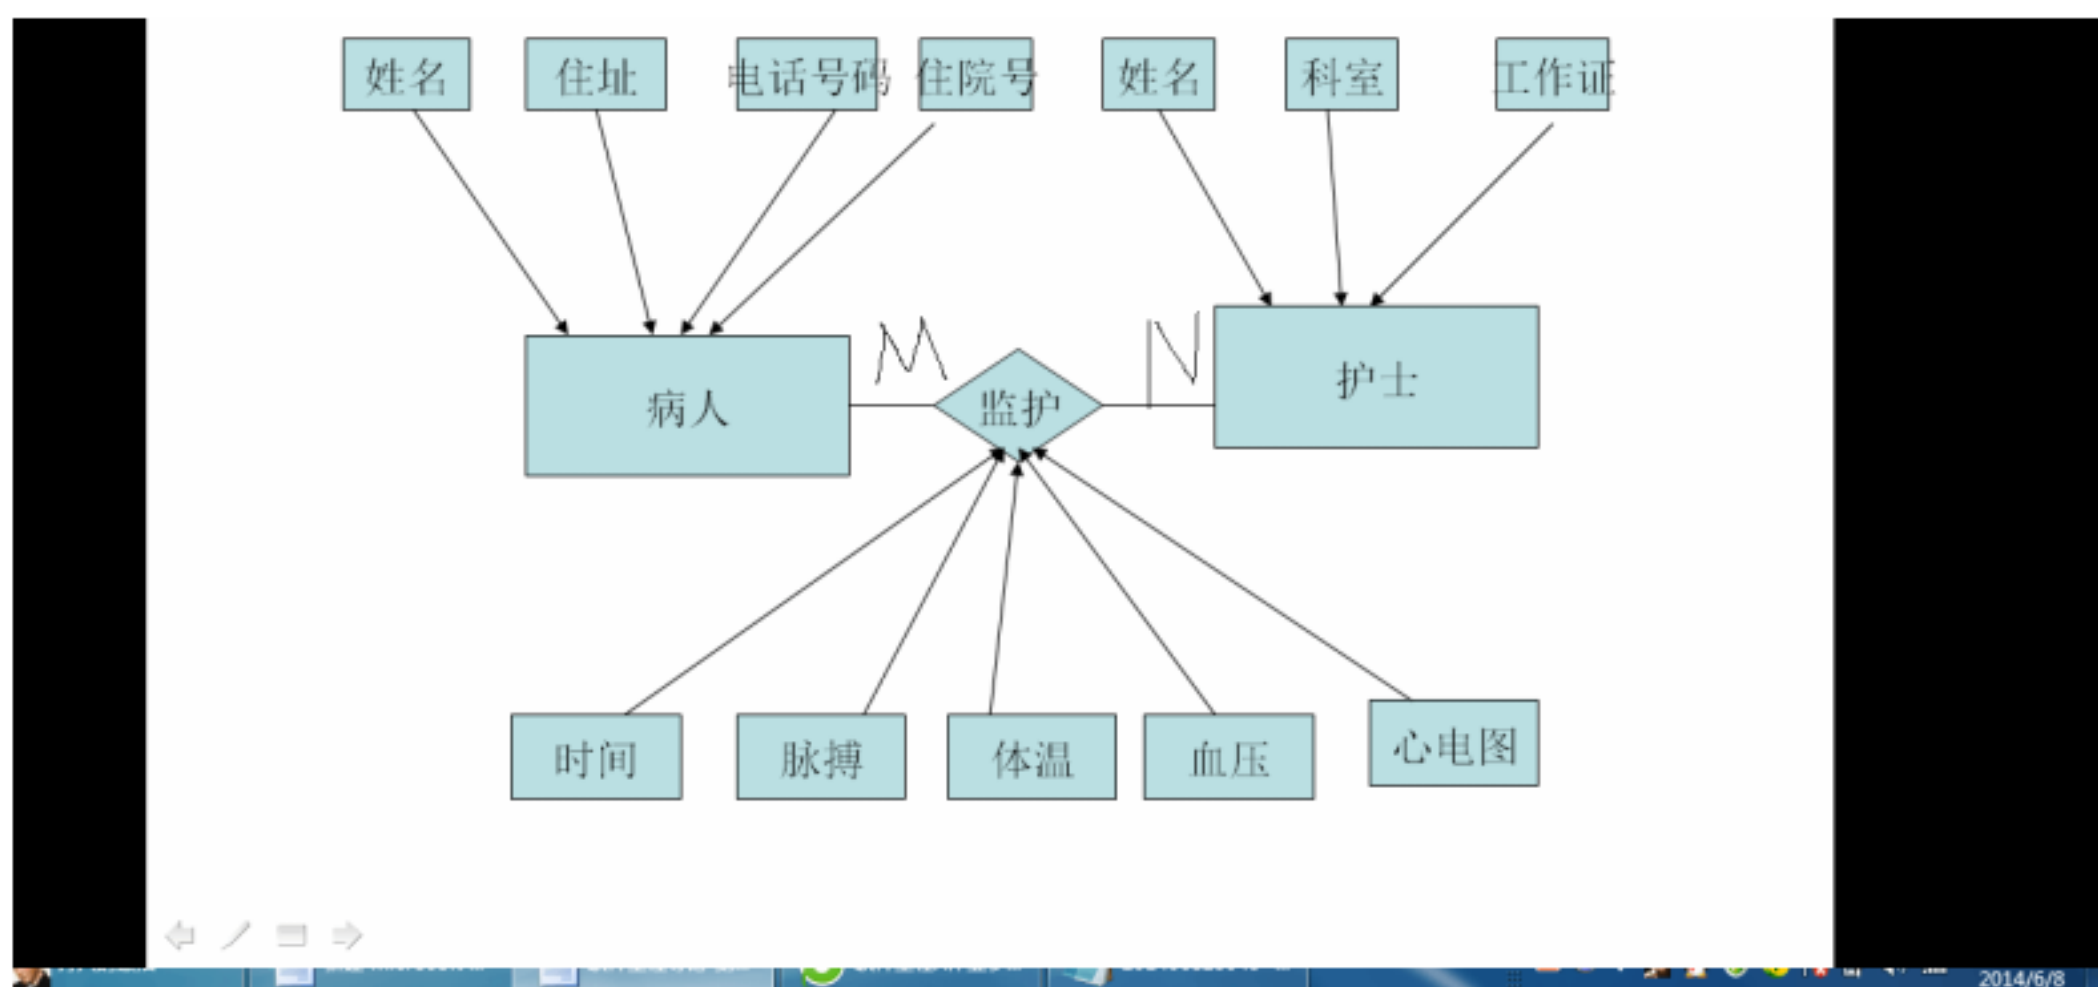 姓名 住址 电话号码 住院号 姓名 科室 工作证
M N
病人 监护 护士
时间 脉搏 体温 血压 心电图
2014/6/8